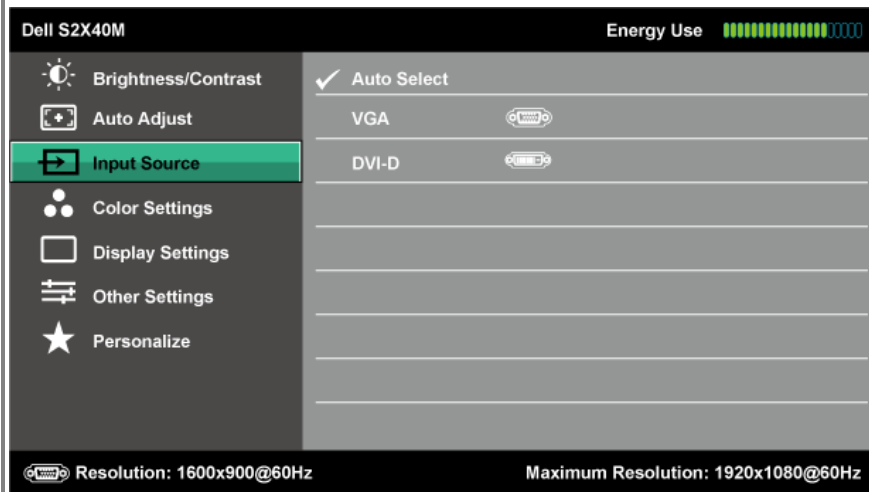 Dell S2X40M Energy Use
Brightness/Contrast Auto Select
Auto Adjust VGA
Input Source DVI-D
Color Settings
Display Settings
Other Settings
Personalize
Resolution: 1600x900@60Hz Maximum Resolution: 1920x1080@60Hz